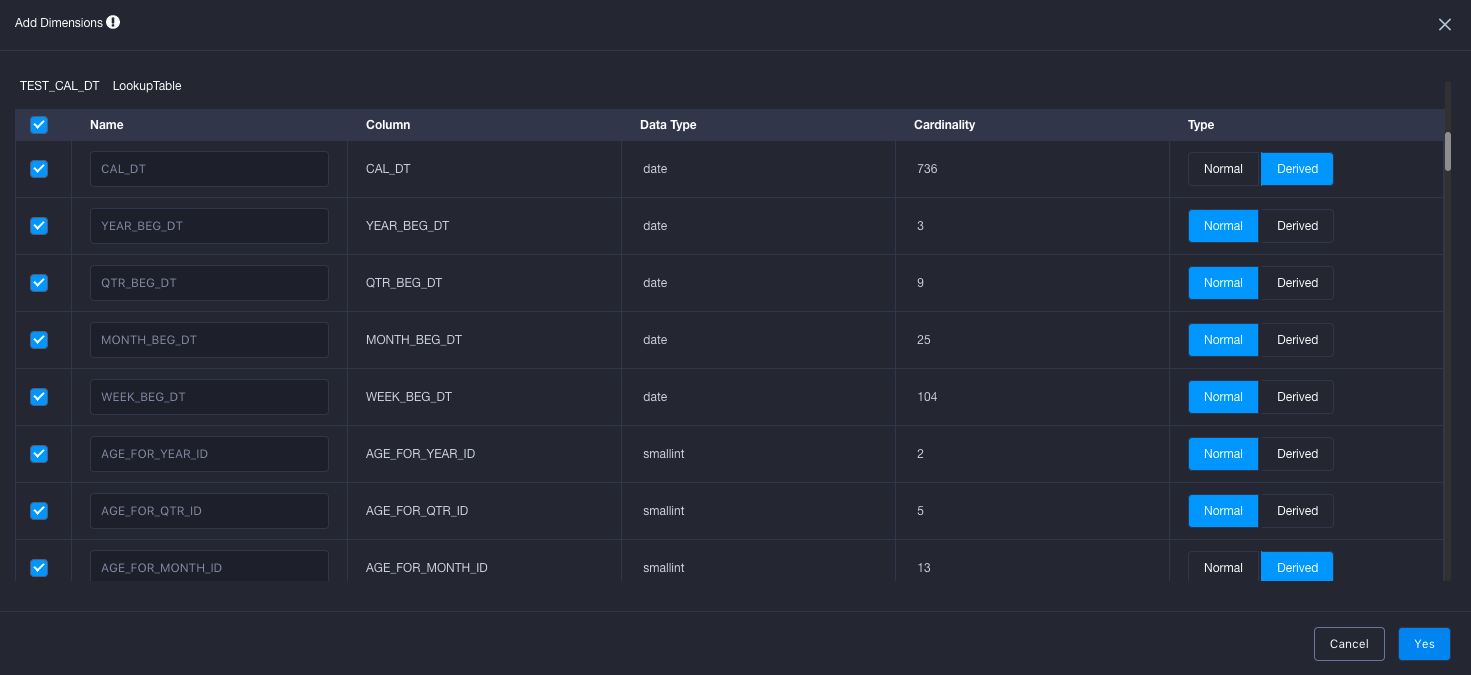 Add Dimensions
TEST_CAL_DT LookupTable
Name Column Data Type Cardinality Type
CAL_DT CAL_DT date 736 Normal Derived
YEAR_BEG_DT YEAR_BEG_DT date 3 Normal Derived
QTR_BEG_DT QTR_BEG_DT date 9 Normal Derived
MONTH_BEG_DT MONTH_BEG_DT date 25 Normal Derived
WEEK_BEG_DT WEEK_BEG_DT date 104 Normal Derived
AGE_FOR_YEAR_ID AGE_FOR_YEAR_ID smallint 2 Normal Derived
AGE_FOR_QTR_ID AGE_FOR_QTR_ID smallint 5 Normal Derived
AGE_FOR_MONTH_ID AGE_FOR_MONTH_ID smallint 13 Normal Derived
Cancel Yes